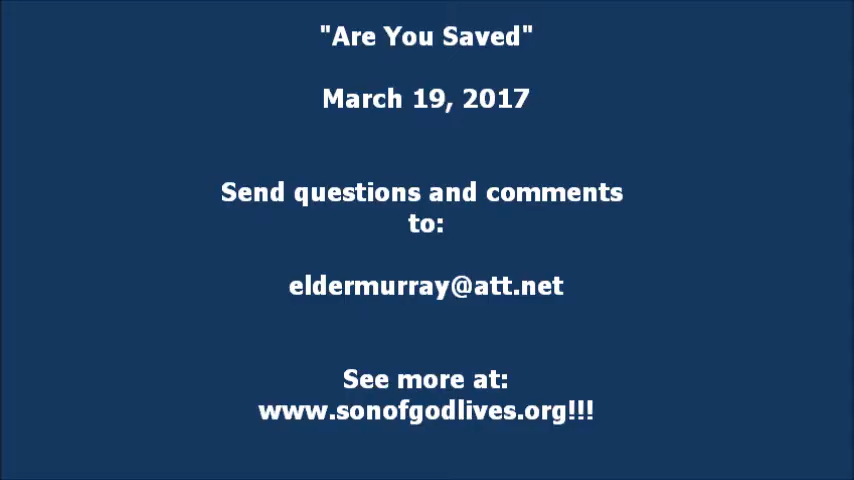 "Are You Saved"
March 19, 2017
Send questions and comments
to:
eldermurray@att.net
See more at:
www.sonofgodlives.org!!!